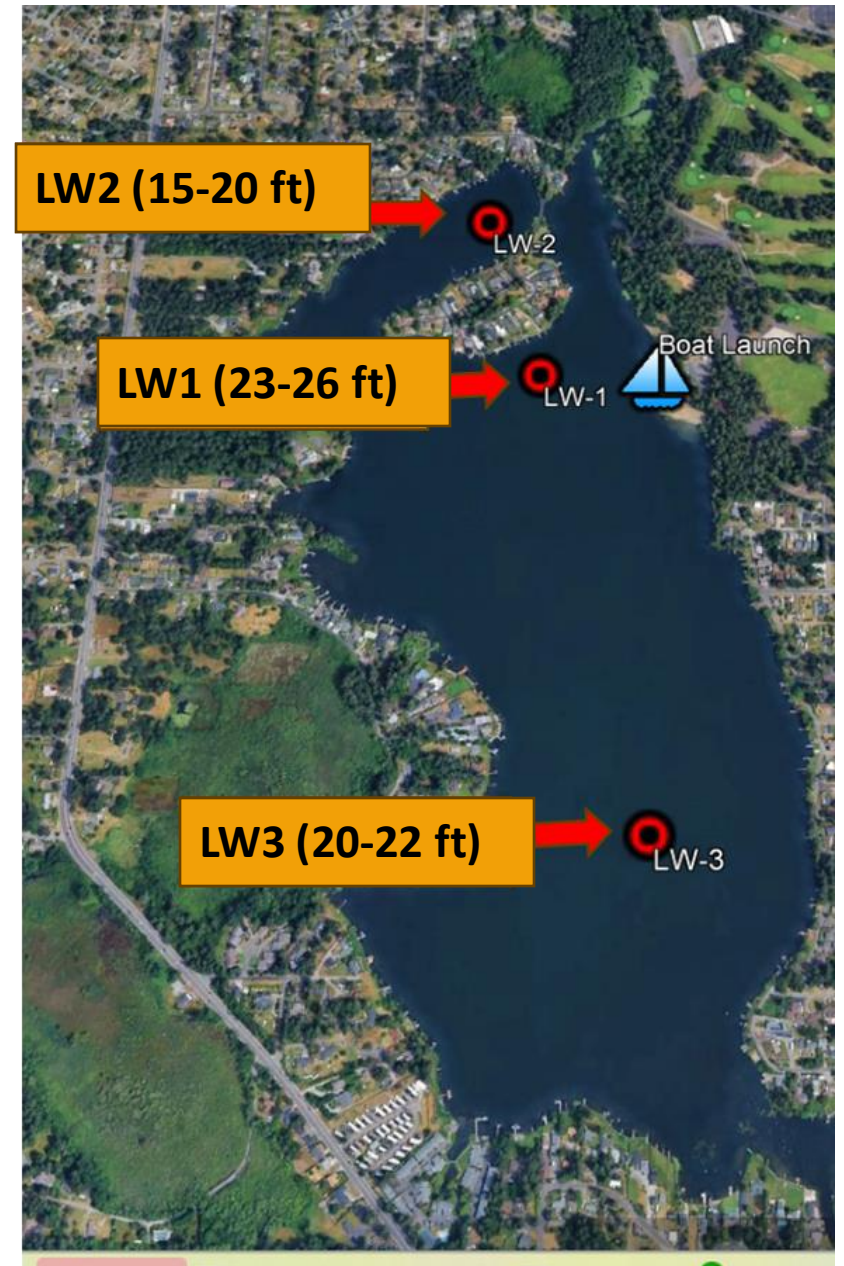 LW2 (15-20 ft)
LW-2
Boat Launch
LW1 (23-26 ft)
LW-1
LW3 (20-22 ft)
LW-3